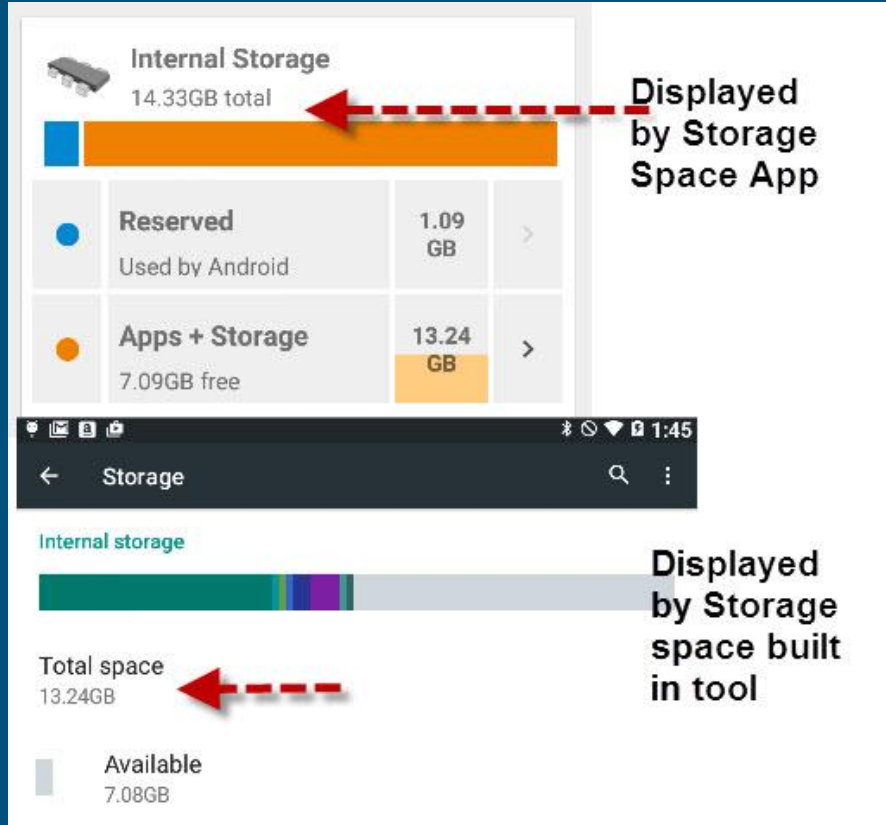 Internal Storage
14.33GB total
Displayed
by Storage
Space App
Reserved
Used by Android
1.09
GB
Apps + Storage
7.09GB free
13.24
GB
1:45
Storage
Internal storage
Displayed
by Storage
space built
in tool
Total space
13.24GB
Available
7.08GB